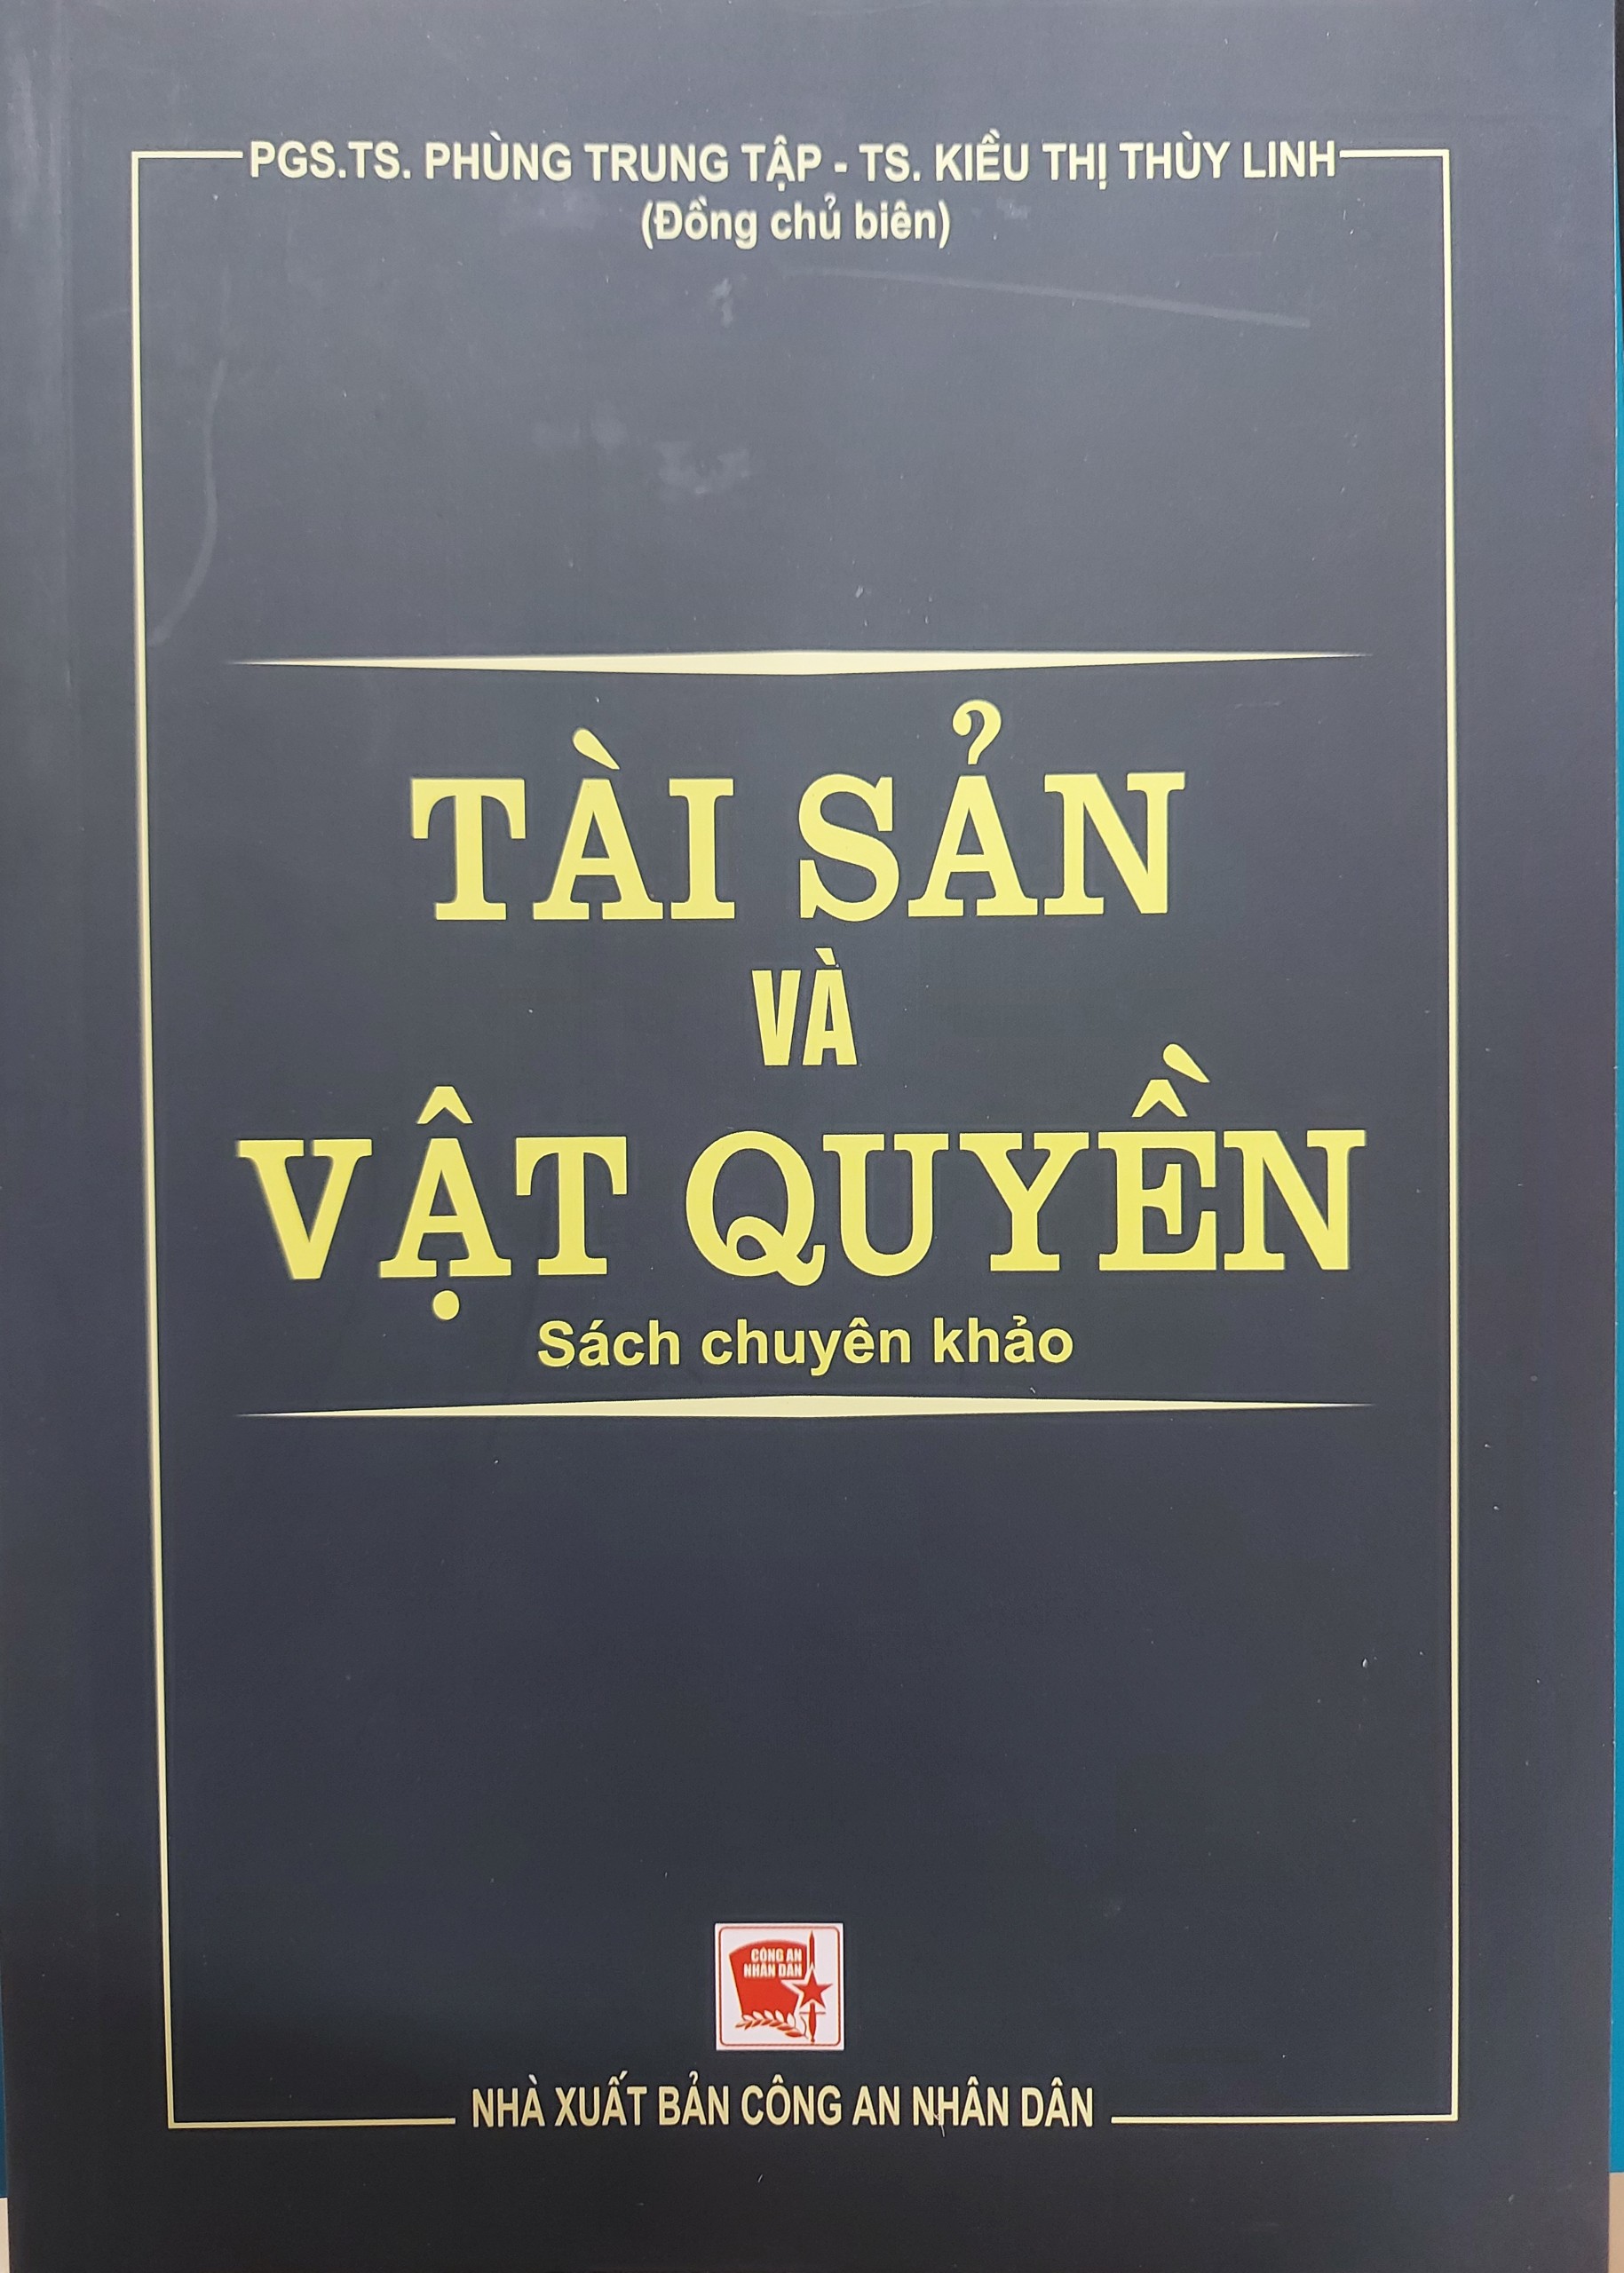 PGS.TS. PHÙNG TRUNG TẬP - TS. KIỀU THỊ THÙY LINH
(Đồng chủ biên)
TÀI SẢN
VÀ
VẬT QUYỀN
Sách chuyên khảo
CÔNG AN
NHÂN DÂN
NHÀ XUẤT BẢN CÔNG AN NHÂN DÂN